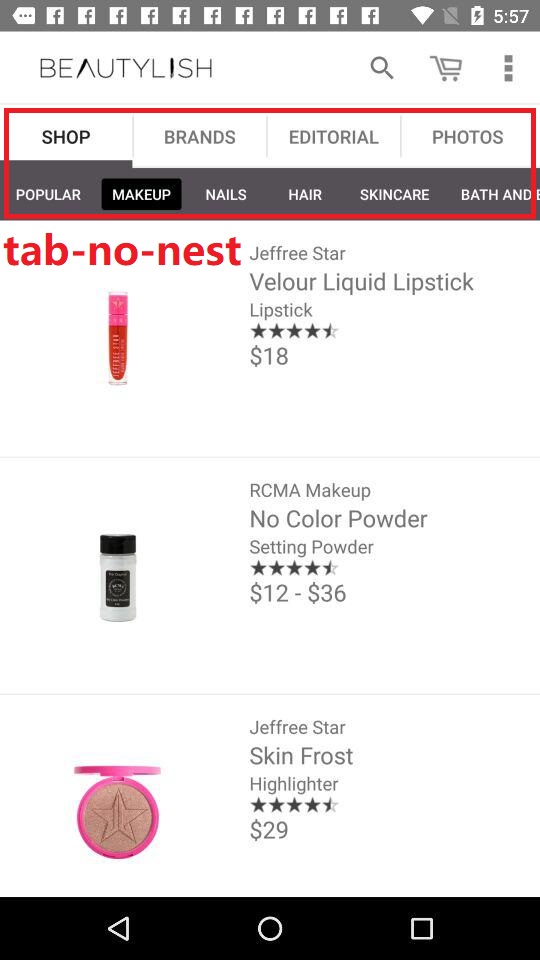 5:57
BEAUTYLISH
SHOP BRANDS EDITORIAL PHOTOS
POPULAR MAKEUP NAILS HAIR SKINCARE BATH AND B
tab-no-nest
Jeffree Star
Velour Liquid Lipstick
Lipstick
$18
JEFFREE STAR
RCMA Makeup
No Color Powder
Setting Powder
$12 - $36
Jeffree Star
Skin Frost
Highlighter
$29